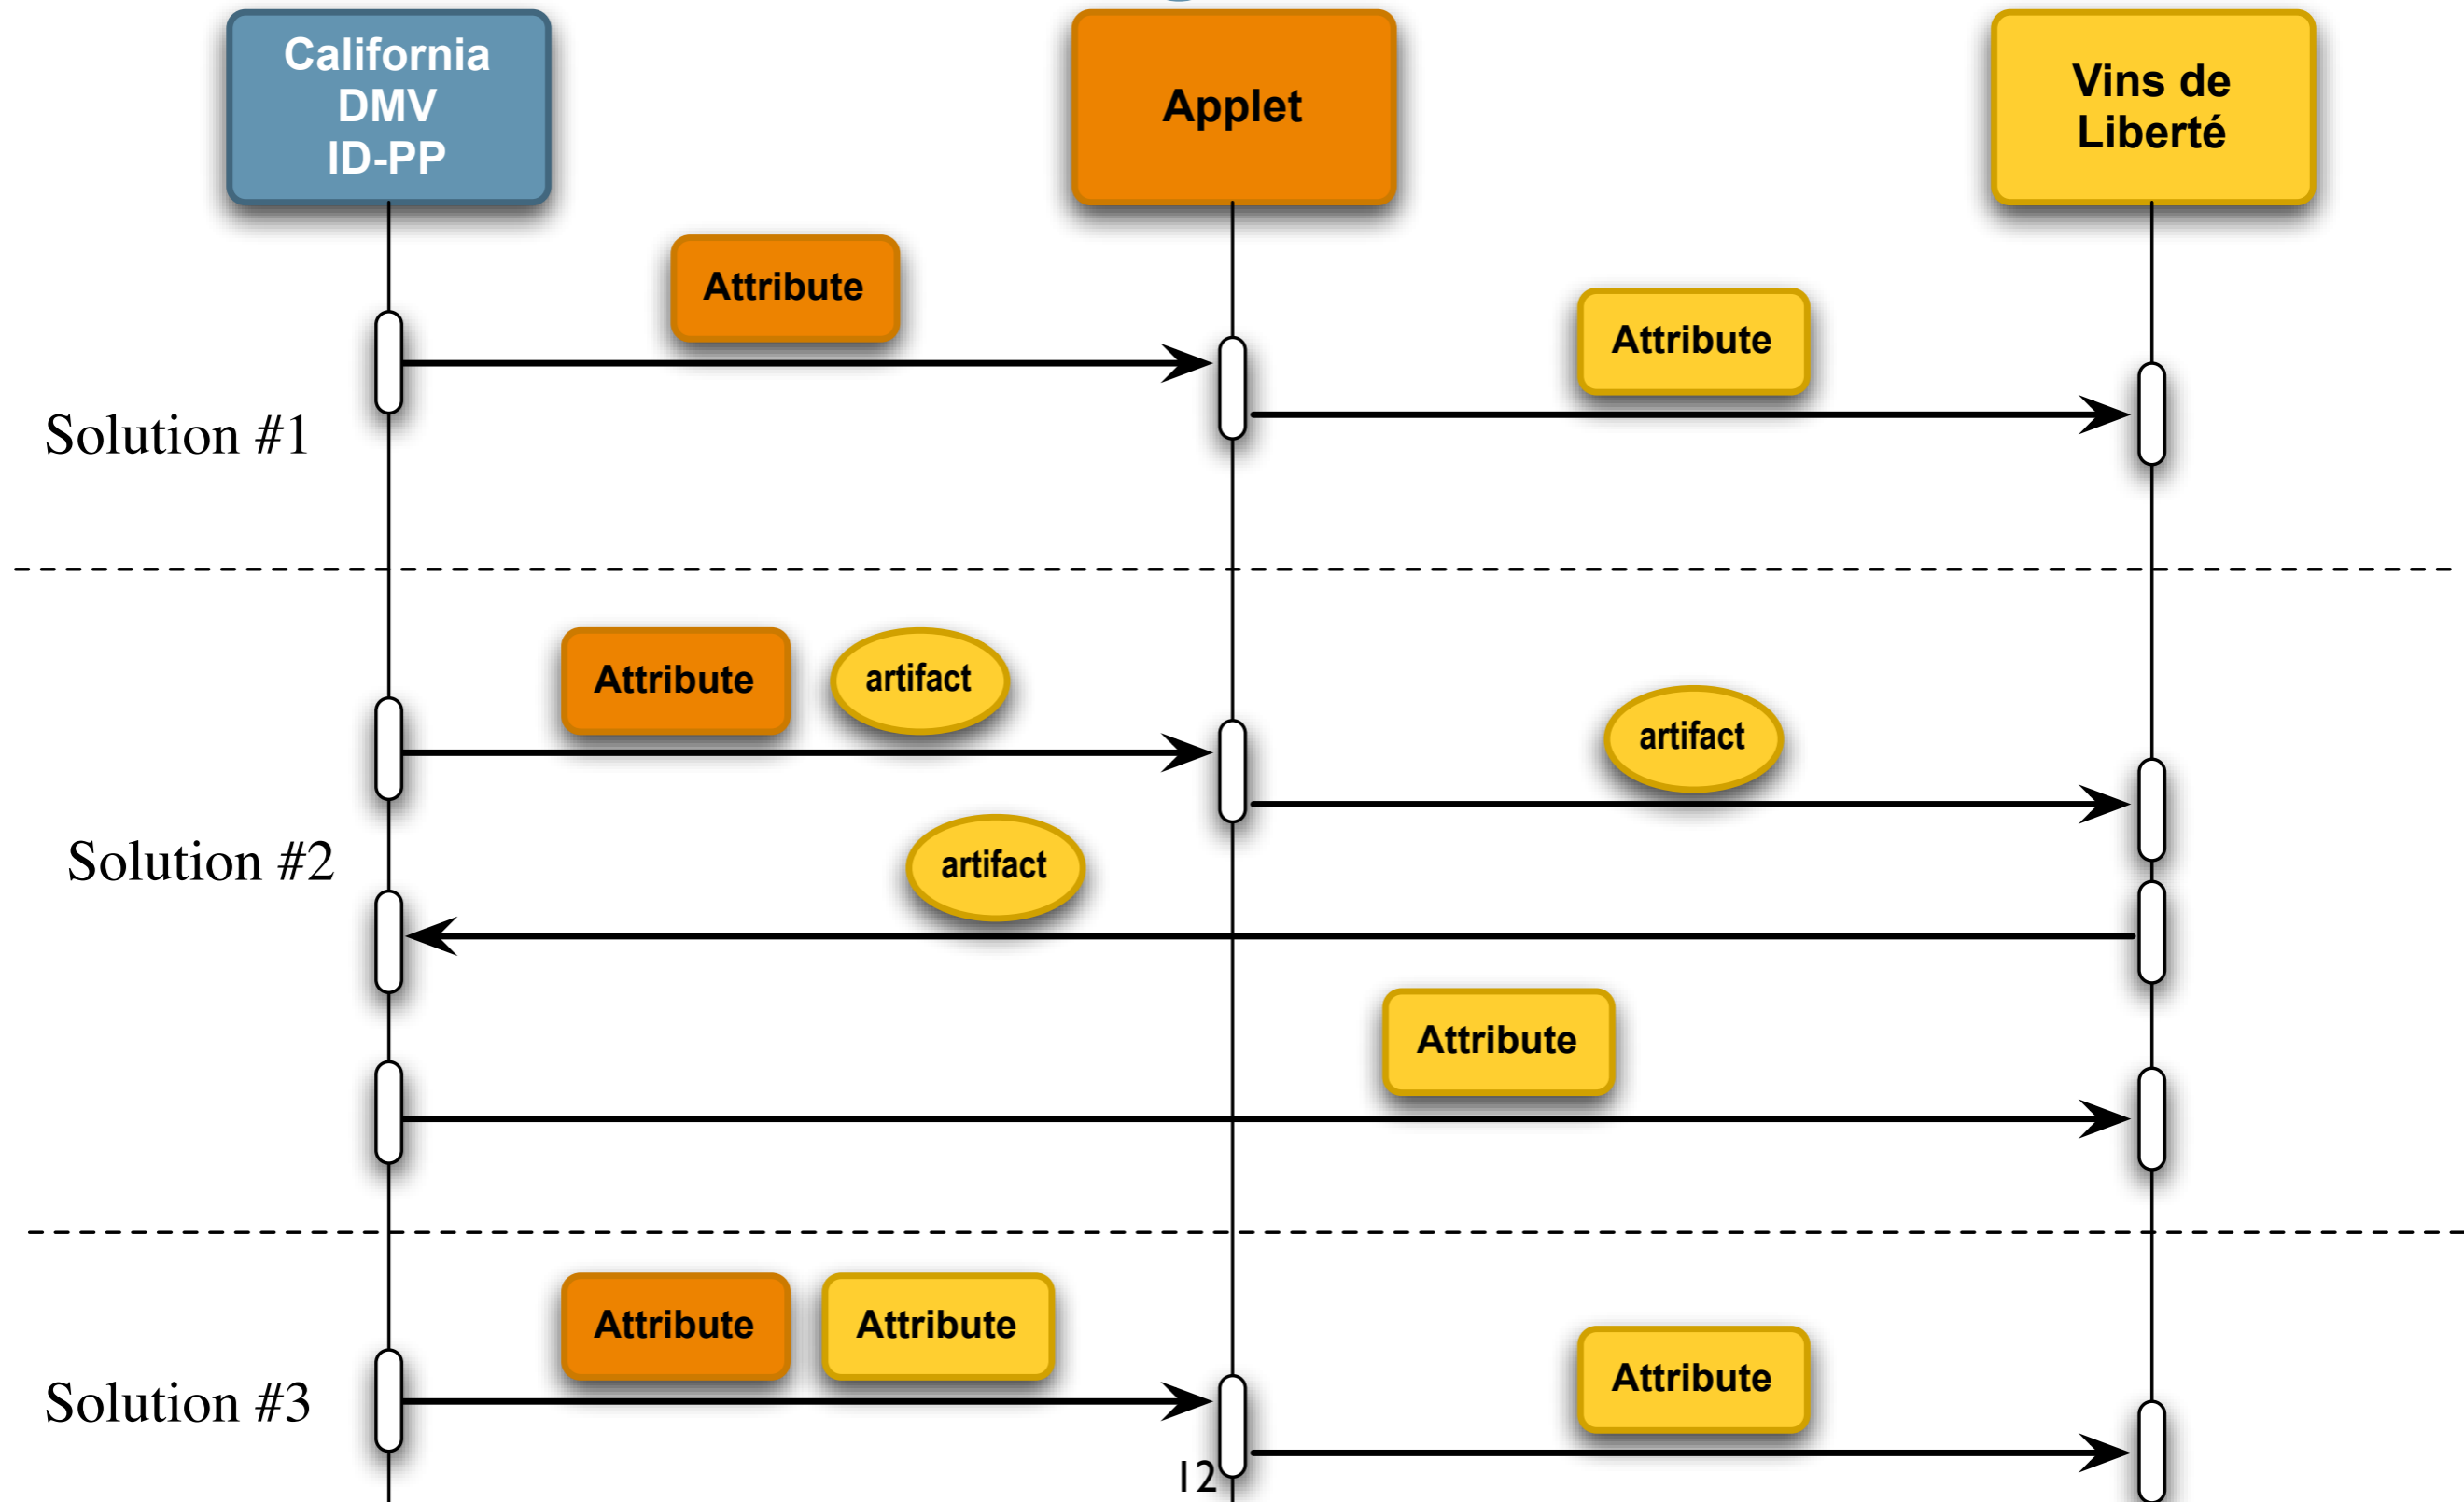 California
DMV
ID-PP
Applet
Vins de
Liberté
Attribute
Attribute
Solution #1
Attribute
artifact
artifact
Solution #2
artifact
Attribute
Attribute
Attribute
Attribute
Solution #3
12